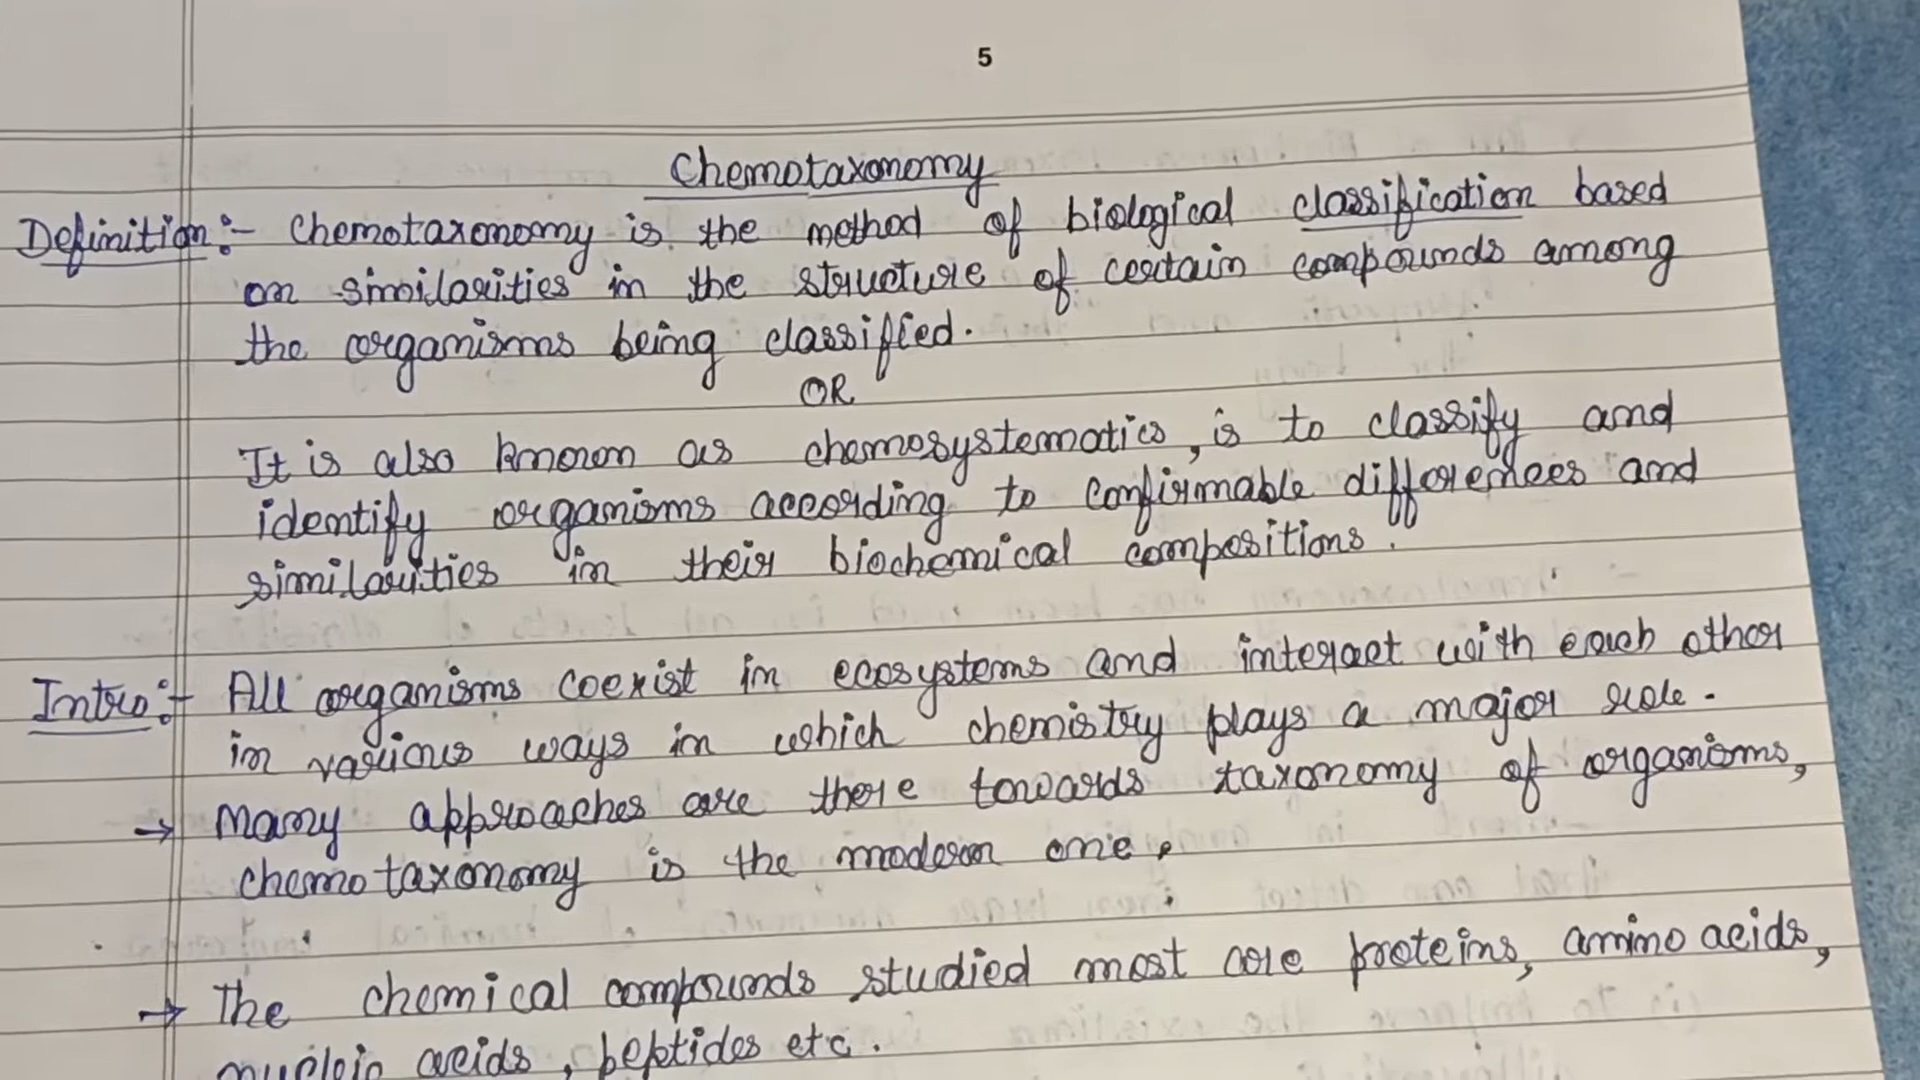 5
Chemotaxonomy
Definition:- Chemotaxonomy is the method of biological classification based
on similarities in the structure of certain compounds among
the organisms being classified.
OR
It is also known as chemosystematics, is to classify and
identify organisms according to confirmable differences and
similarities in their biochemical compositions.
Intro:- All organisms coexist in ecosystems and interact with each other
in various ways in which chemistry plays a major role.
→ Many approaches are there towards taxonomy of organisms,
chemotaxonomy is the modern one.
→ The chemical compounds studied most are proteins, amino acids,
nucleic acids, peptides etc.